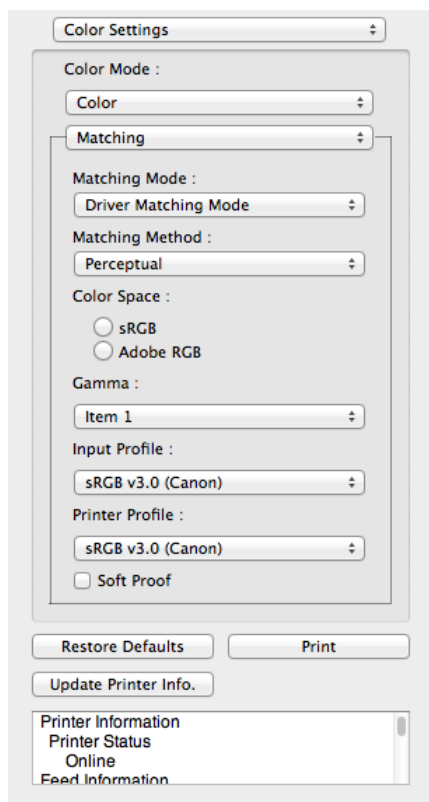 Color Settings
Color Mode :
Color
Matching
Matching Mode :
Driver Matching Mode
Matching Method :
Perceptual
Color Space :
sRGB
Adobe RGB
Gamma :
Item 1
Input Profile :
sRGB v3.0 (Canon)
Printer Profile :
sRGB v3.0 (Canon)
Soft Proof
Restore Defaults Print
Update Printer Info.
Printer Information
Printer Status
Online
Feed Information